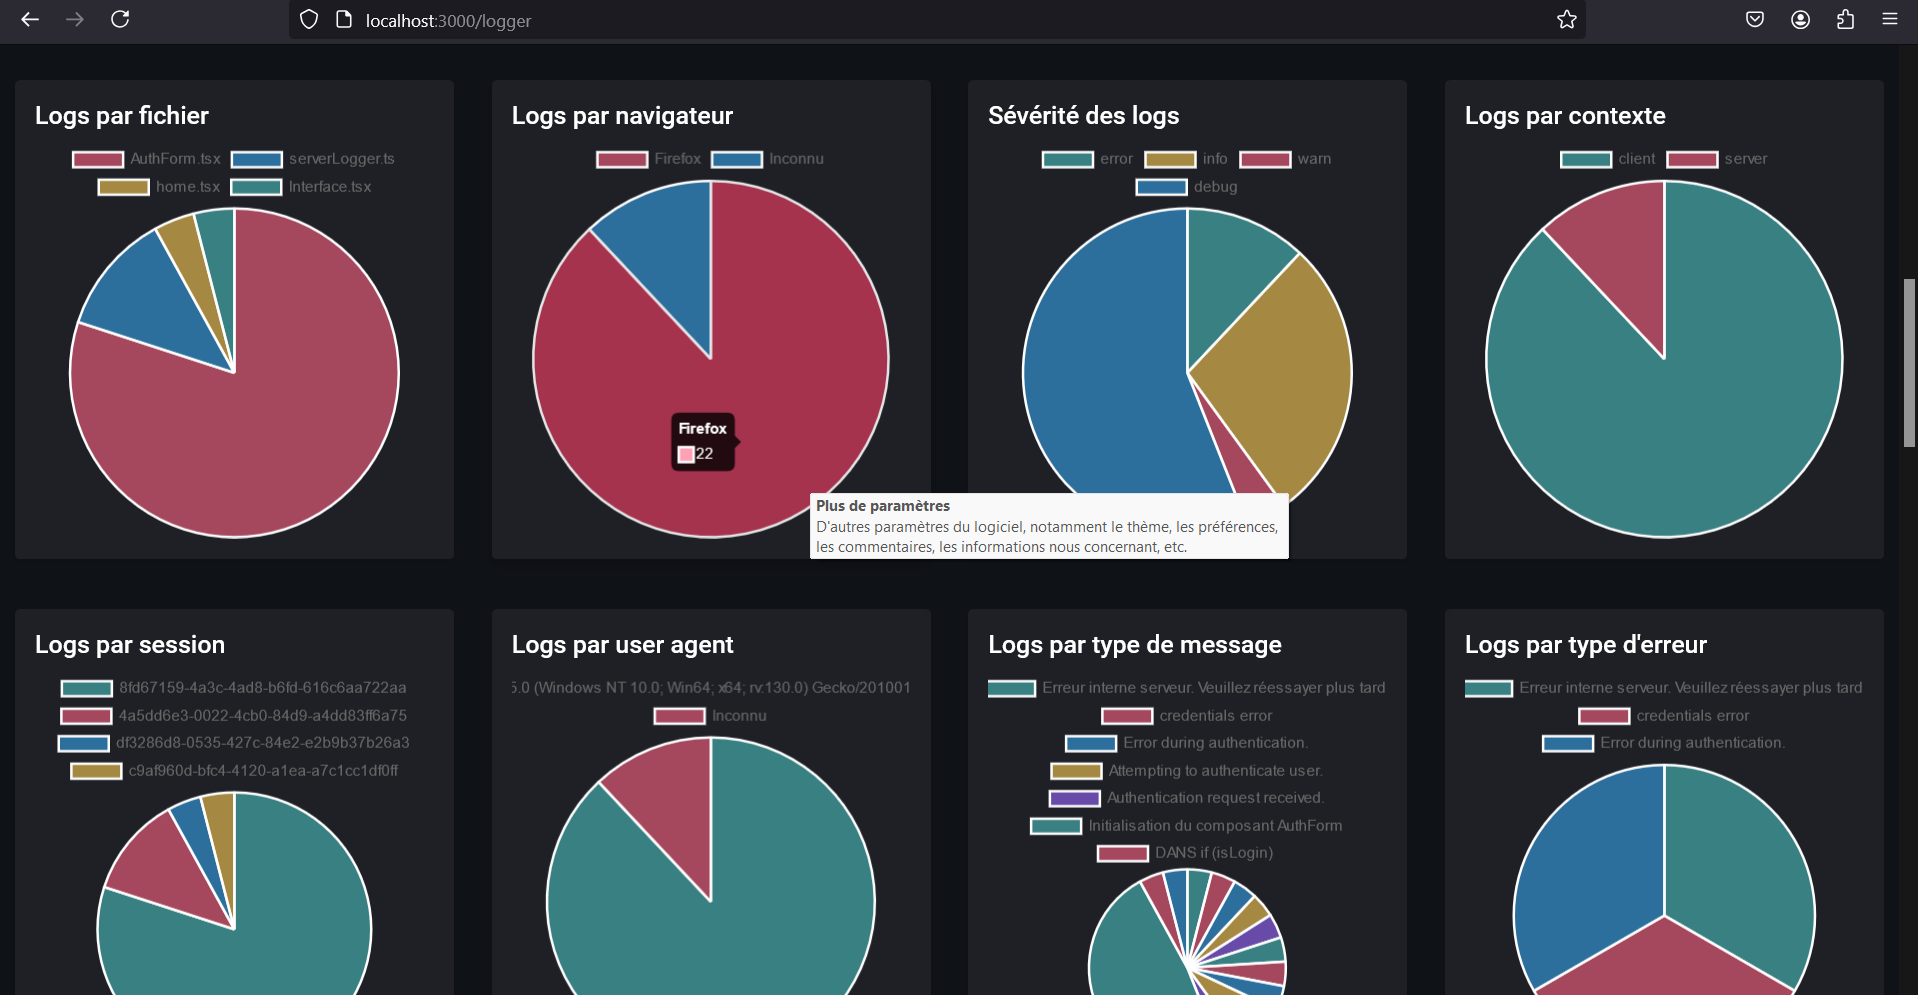 localhost:3000/logger
Logs par fichier
AuthForm.tsx serverLogger.ts
home.tsx Interface.tsx
Logs par navigateur
Firefox Inconnu
Firefox
22
Sévérité des logs
error info warn
debug
Plus de paramètres
D'autres paramètres du logiciel, notamment le thème, les préférences,
les commentaires, les informations nous concernant, etc.
Logs par contexte
client server
Logs par session
8fd67159-4a3c-4ad8-b6fd-616c6aa722aa
4a5dd6e3-0022-4cb0-84d9-a4dd83ff6a75
df3286d8-0535-427c-84e2-e2b9b37b26a3
c9af960d-bfc4-4120-a1ea-a7c1cc1df0ff
Logs par user agent
5.0 (Windows NT 10.0; Win64; x64; rv:130.0) Gecko/201001
Inconnu
Logs par type de message
Erreur interne serveur. Veuillez réessayer plus tard
credentials error
Error during authentication.
Attempting to authenticate user.
Authentication request received.
Initialisation du composant AuthForm
DANS if (isLogin)
Logs par type d'erreur
Erreur interne serveur. Veuillez réessayer plus tard
credentials error
Error during authentication.